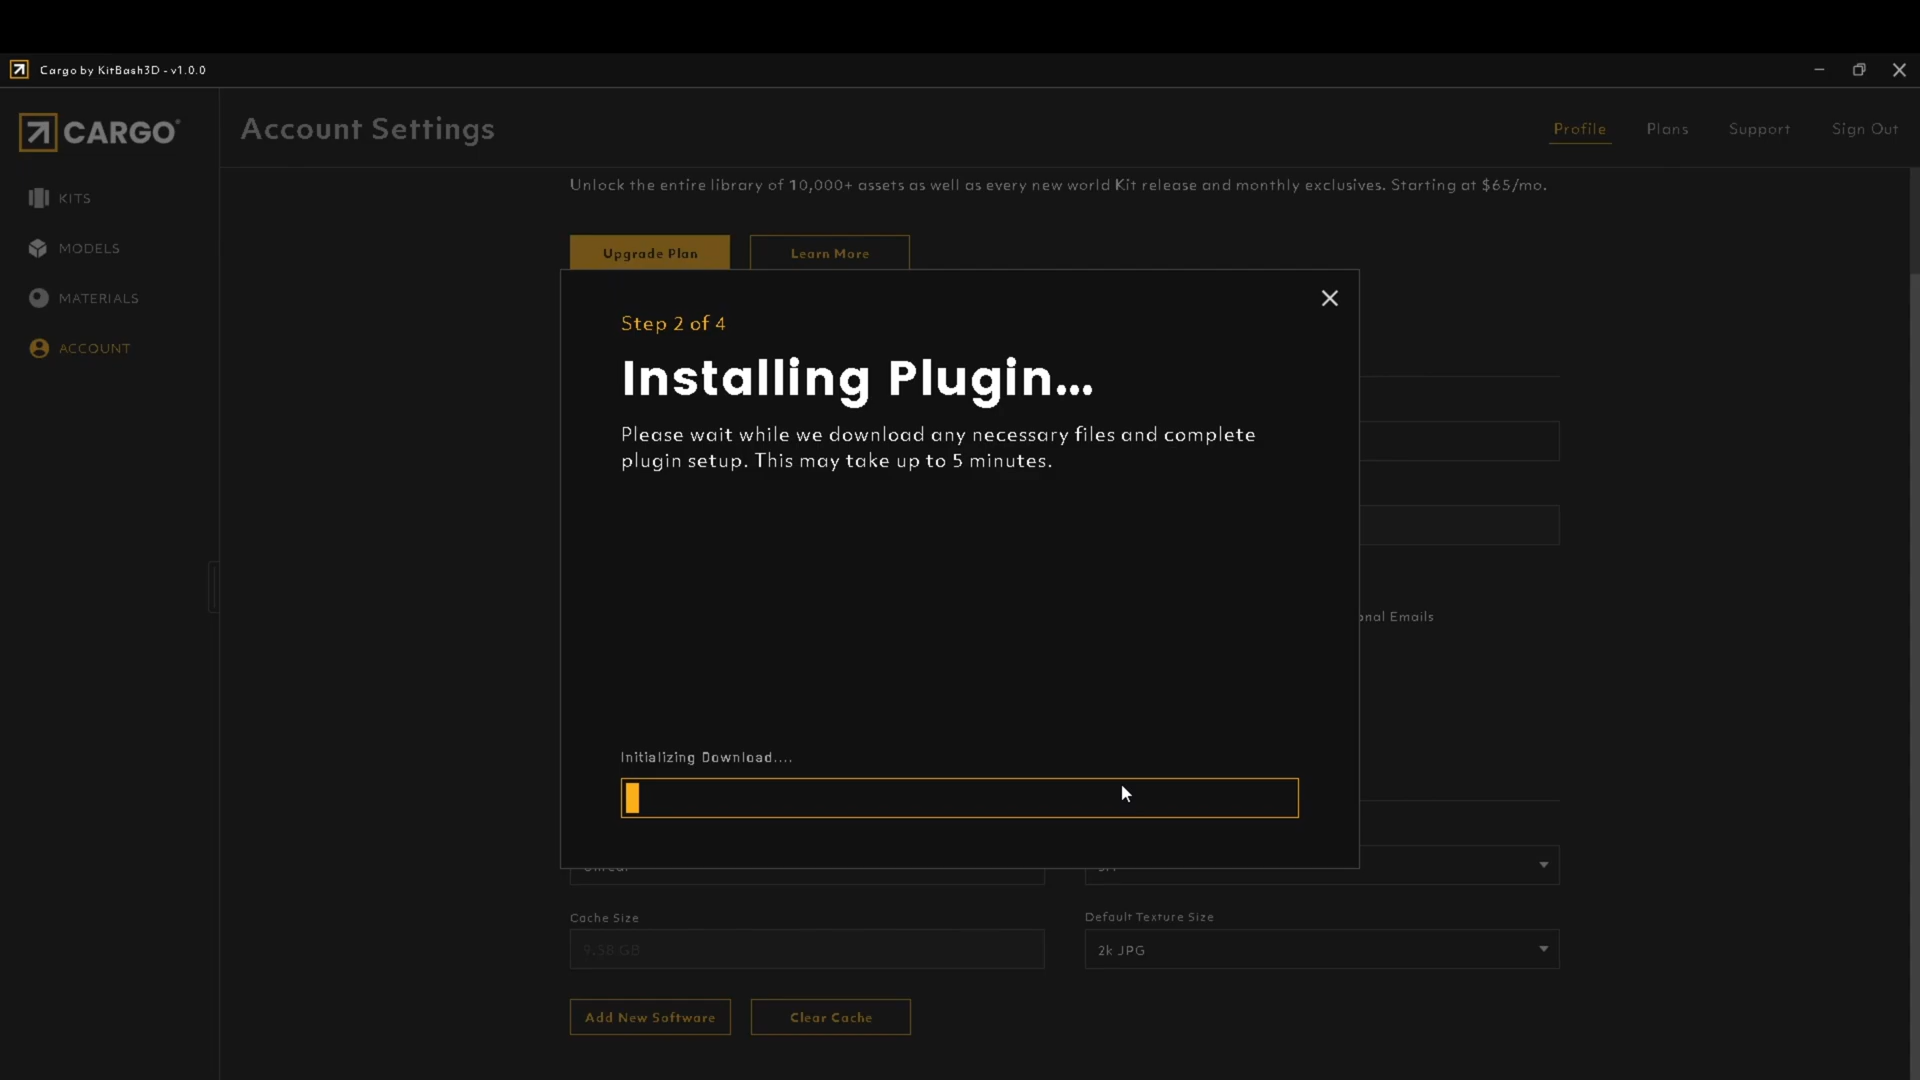 Cargo by KitBash3D - v1.0.0
CARGO
Account Settings
Profile
Plans
Support
Sign Out
KITS
MODELS
MATERIALS
ACCOUNT
Unlock the entire library of 10,000+ assets as well as every new world Kit release and monthly exclusives. Starting at $65/mo.
Upgrade Plan
Learn More
Step 2 of 4
Installing Plugin...
Please wait while we download any necessary files and complete
plugin setup. This may take up to 5 minutes.
Emails
Initializing Download....
Cache Size
Default Texture Size
9.58 GB
2k JPG
Add New Software
Clear Cache